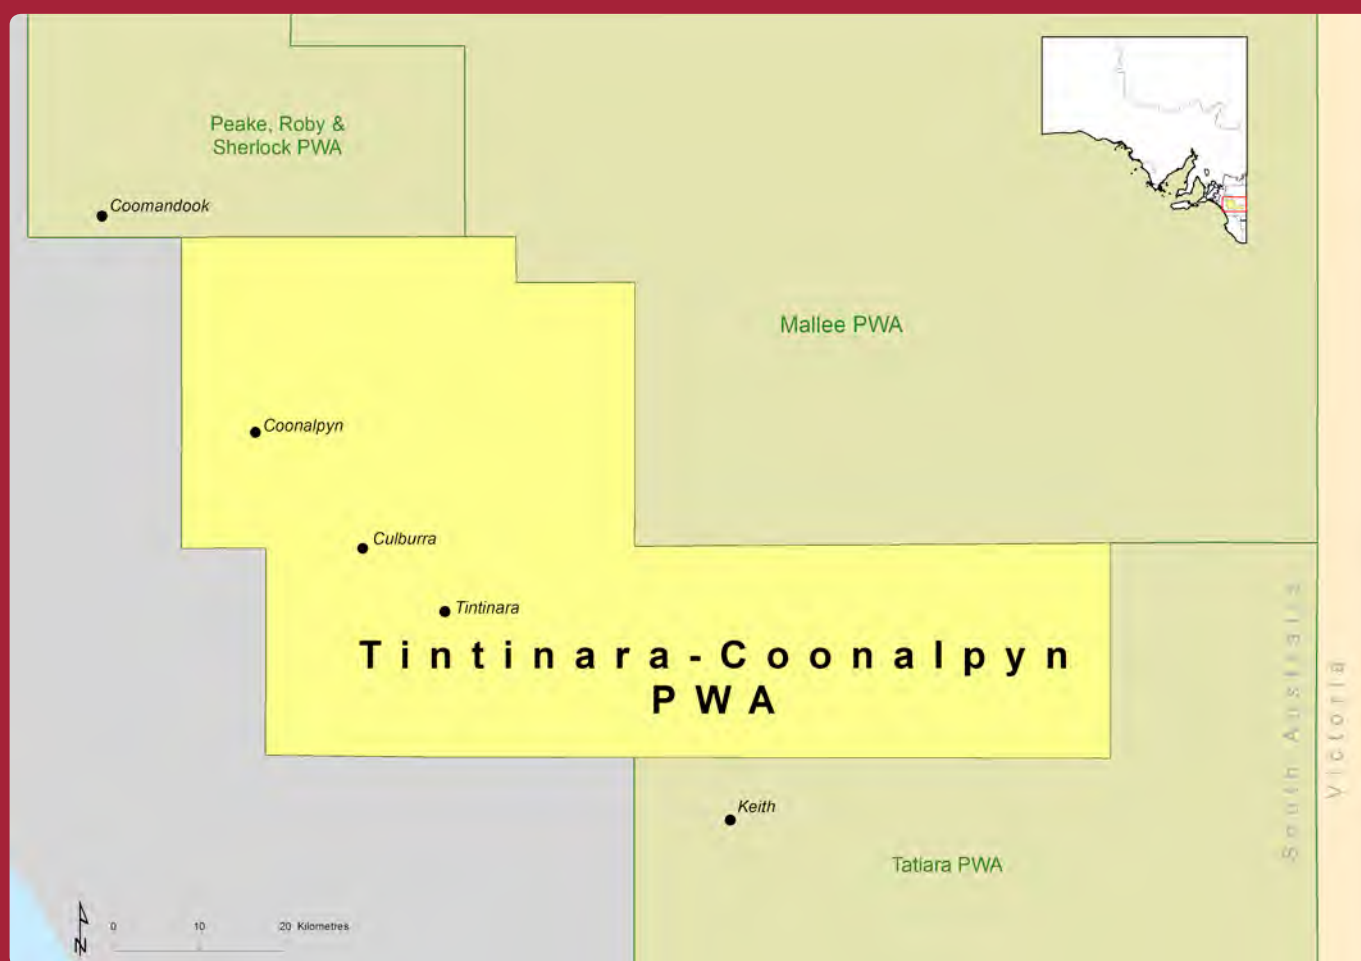 Peake, Roby &
Sherlock PWA
Coomandook
Mallee PWA
Coonalpyn
Culburra
Tintinara
Tintinara-Coonalpyn
PWA
South Australia
Victoria
Keith
Tatiara PWA
N
0 10 20 Kilometres